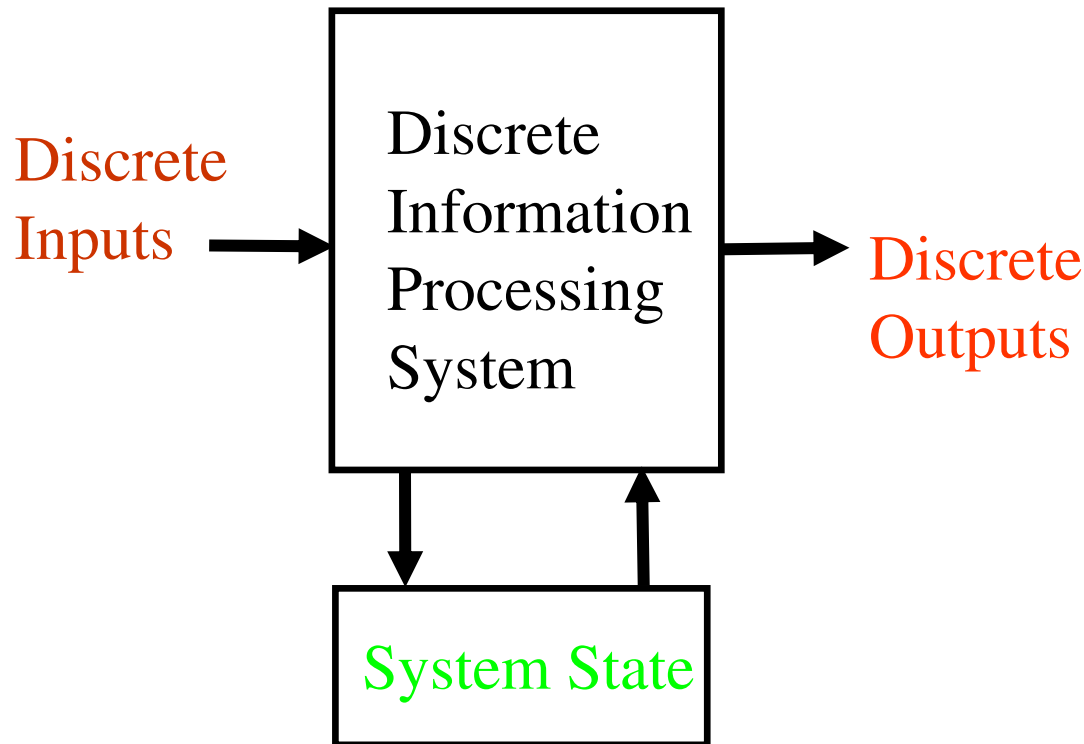 Discrete
Inputs
Discrete
Information
Processing
System
Discrete
Outputs
System State